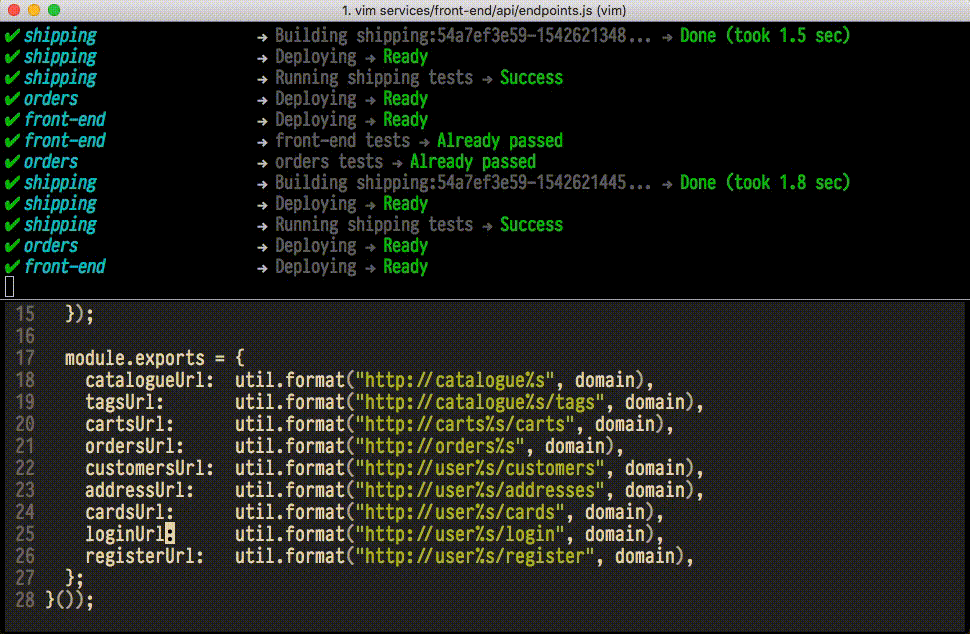 1. vim services/front-end/api/endpoints.js (vim)
✔ shipping → Building shipping:54a7ef3e59-1542621348... → Done (took 1.5 sec)
✔ shipping → Deploying → Ready
✔ shipping → Running shipping tests → Success
✔ orders → Deploying → Ready
✔ front-end → Deploying → Ready
✔ front-end → front-end tests → Already passed
✔ orders → orders tests → Already passed
✔ shipping → Building shipping:54a7ef3e59-1542621445... → Done (took 1.8 sec)
✔ shipping → Deploying → Ready
✔ shipping → Running shipping tests → Success
✔ orders → Deploying → Ready
✔ front-end → Deploying → Ready
15   });
16
17   module.exports = {
18     catalogueUrl:  util.format("http://catalogue%s", domain),
19     tagsUrl:       util.format("http://catalogue%s/tags", domain),
20     cartsUrl:      util.format("http://carts%s/carts", domain),
21     ordersUrl:     util.format("http://orders%s", domain),
22     customersUrl:  util.format("http://user%s/customers", domain),
23     addressUrl:    util.format("http://user%s/addresses", domain),
24     cardsUrl:      util.format("http://user%s/cards", domain),
25     loginUrl:      util.format("http://user%s/login", domain),
26     registerUrl:   util.format("http://user%s/register", domain),
27   };
28 }());